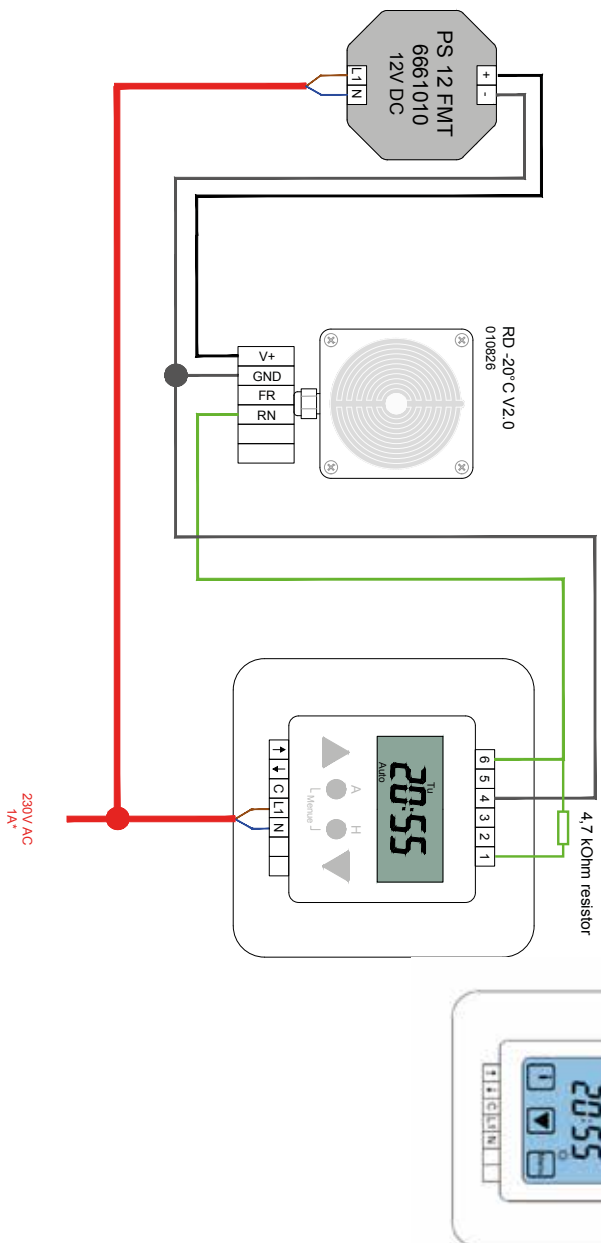 PS 12 FMT
6661010
12V DC
L1 N
+ -
RD -20°C V2.0
010826
V+
GND
FR
RN
4,7 kOhm resistor
6 5 4 3 2 1
Tu
20:55
Auto
A H
L Menue J
↑ ↓ C L1 N
230V AC
1A*
20:55
↑ ↓ C L1 N